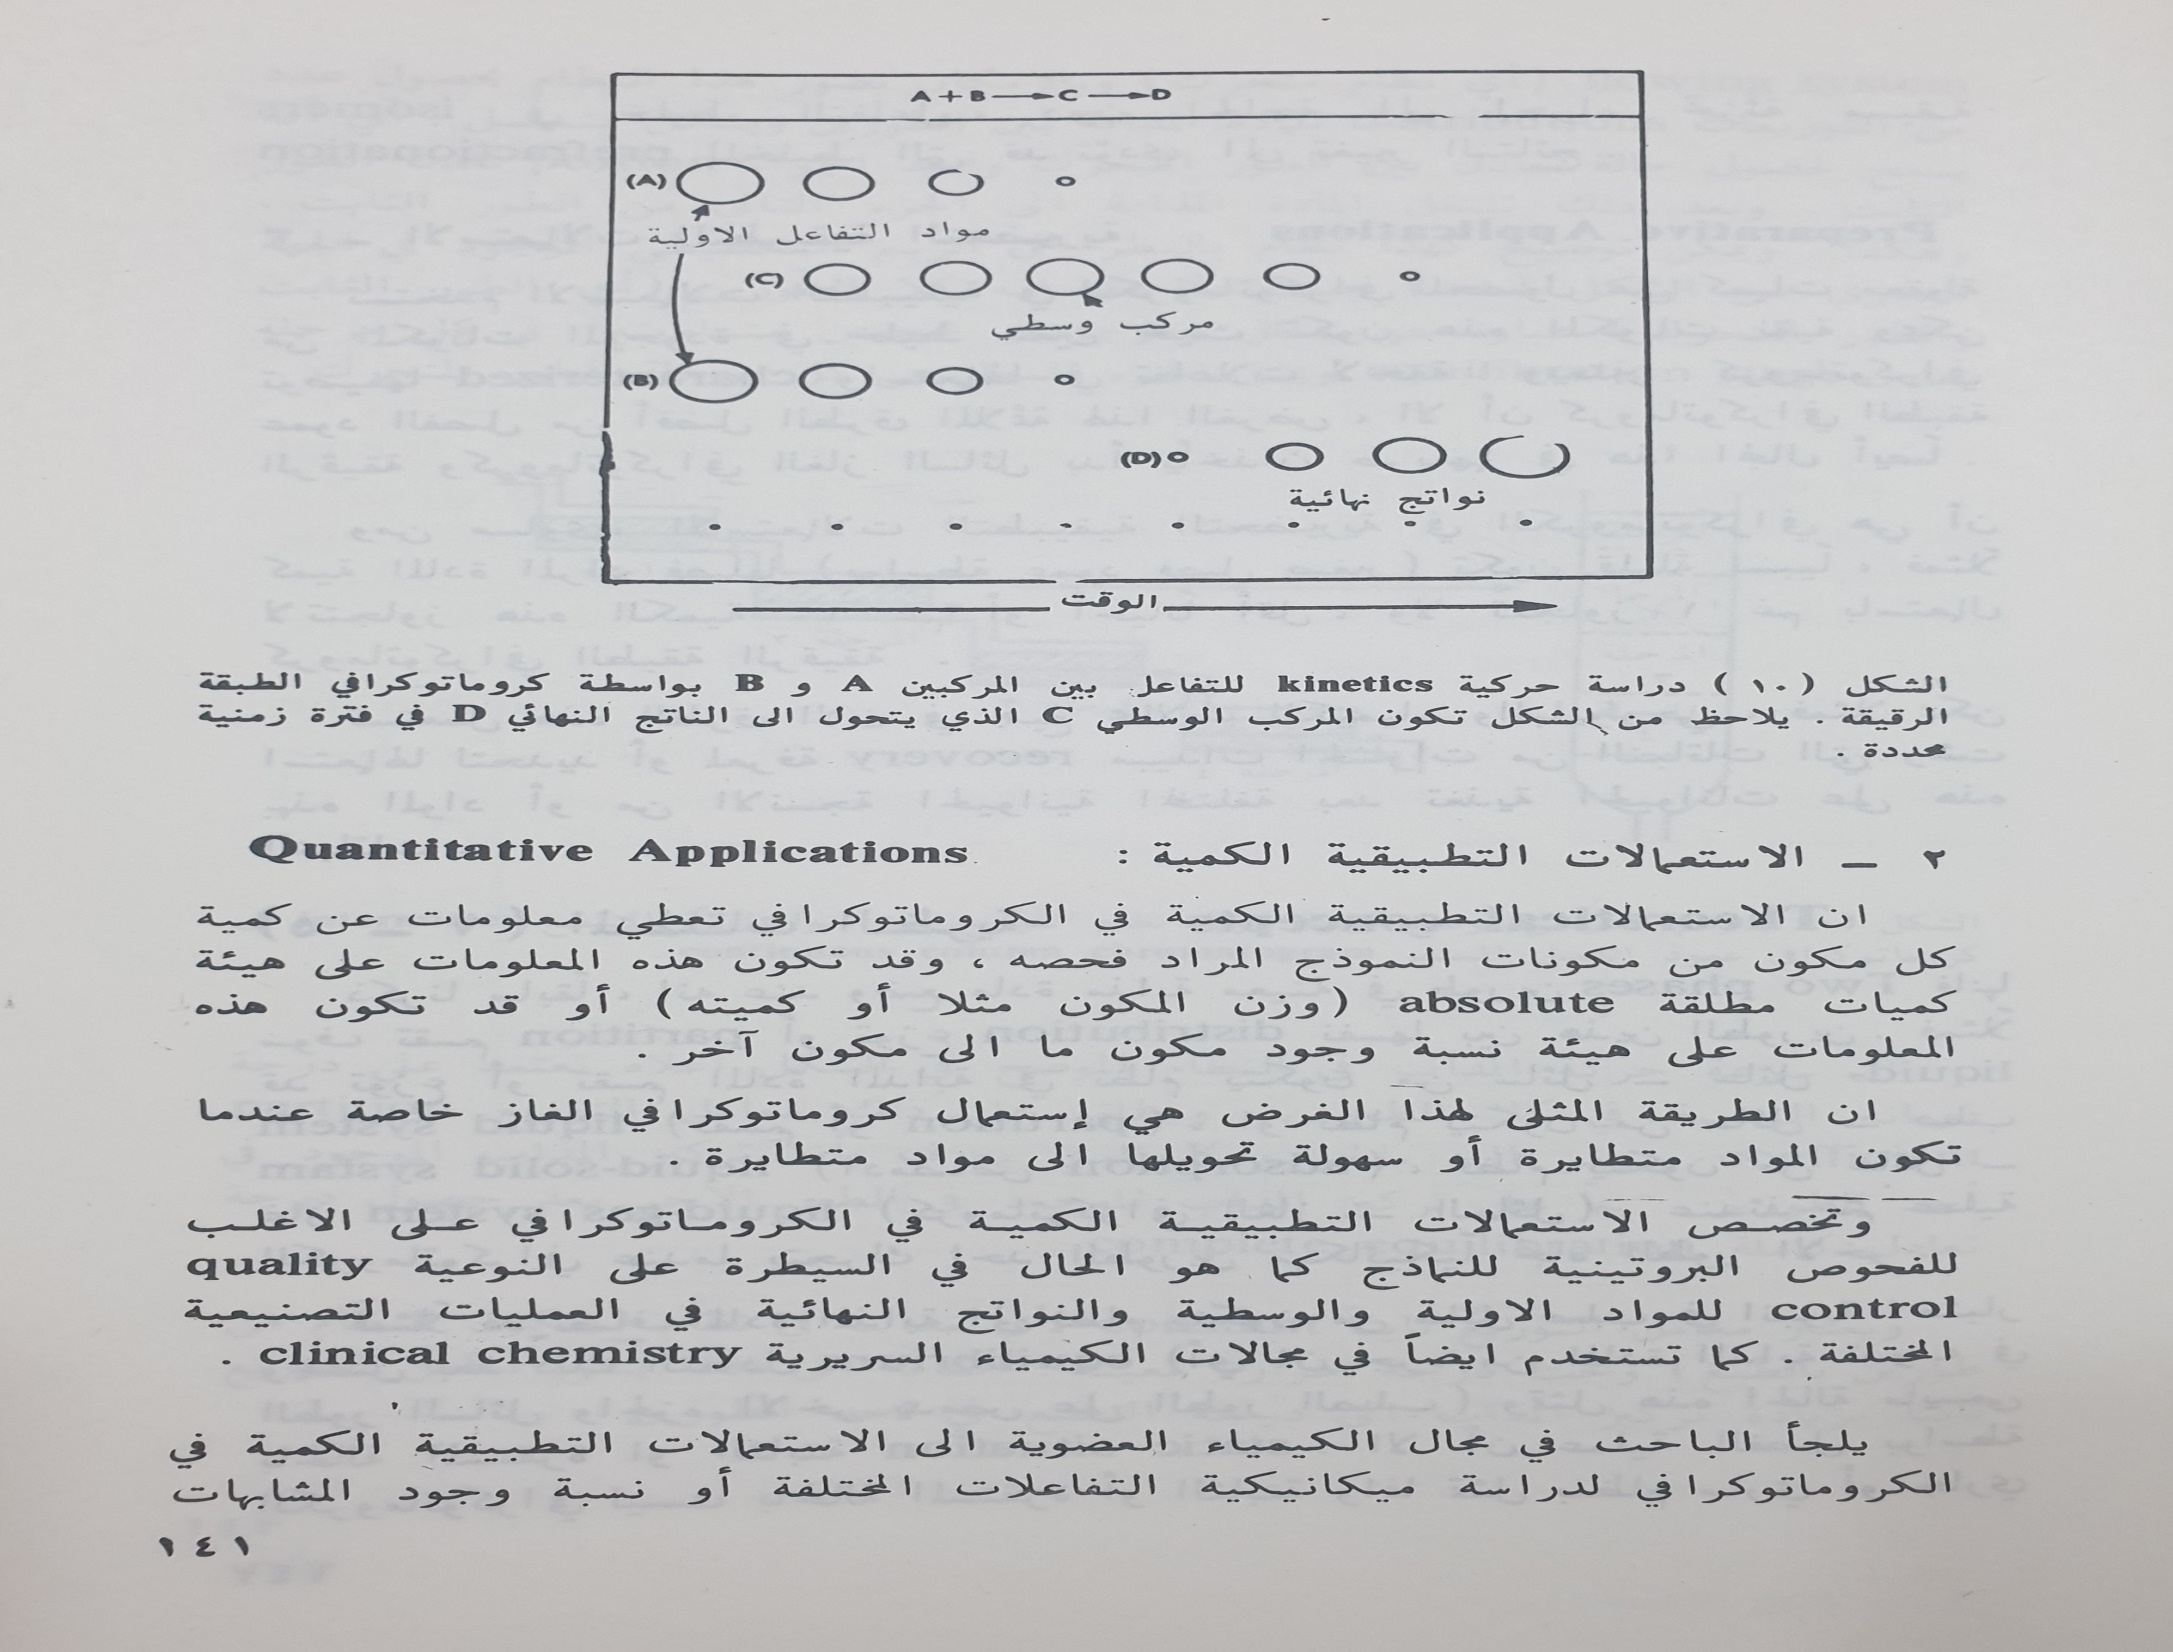 A + B → C → D
(A)
مواد التفاعل الاولية
(C)
مركب وسطي
(B)
(D)
نواتج نهائية
الوقت
الشكل (١٠) دراسة حركية kinetics للتفاعل بين المركبين A و B بواسطة كروماتوكرافي الطبقة
الرقيقة . يلاحظ من الشكل تكون المركب الوسطي C الذي يتحول الى الناتج النهائي D في فترة زمنية
محددة .
٢ – الاستعمالات التطبيقية الكمية : Quantitative Applications
ان الاستعمالات التطبيقية الكمية في الكروماتوكرافي تعطي معلومات عن كمية
كل مكون من مكونات النموذج المراد فحصه ، وقد تكون هذه المعلومات على هيئة
كميات مطلقة absolute (وزن المكون مثلا أو كميته) أو قد تكون هذه
المعلومات على هيئة نسبة وجود مكون ما الى مكون آخر .
ان الطريقة المثلى لهذا الغرض هي إستعمال كروماتوكرافي الغاز خاصة عندما
تكون المواد متطايرة أو سهولة تحويلها الى مواد متطايرة .
وتخصص الاستعمالات التطبيقية الكمية في الكروماتوكرافي على الاغلب
للفحوص البروتينية للنماذج كما هو الحال في السيطرة على النوعية quality
control للمواد الاولية والوسطية والنواتج النهائية في العمليات التصنيعية
المختلفة . كما تستخدم ايضاً في مجالات الكيمياء السريرية clinical chemistry .
يلجأ الباحث في مجال الكيمياء العضوية الى الاستعمالات التطبيقية الكمية في
الكروماتوكرافي لدراسة ميكانيكية التفاعلات المختلفة أو نسبة وجود المشابهات
١٤١